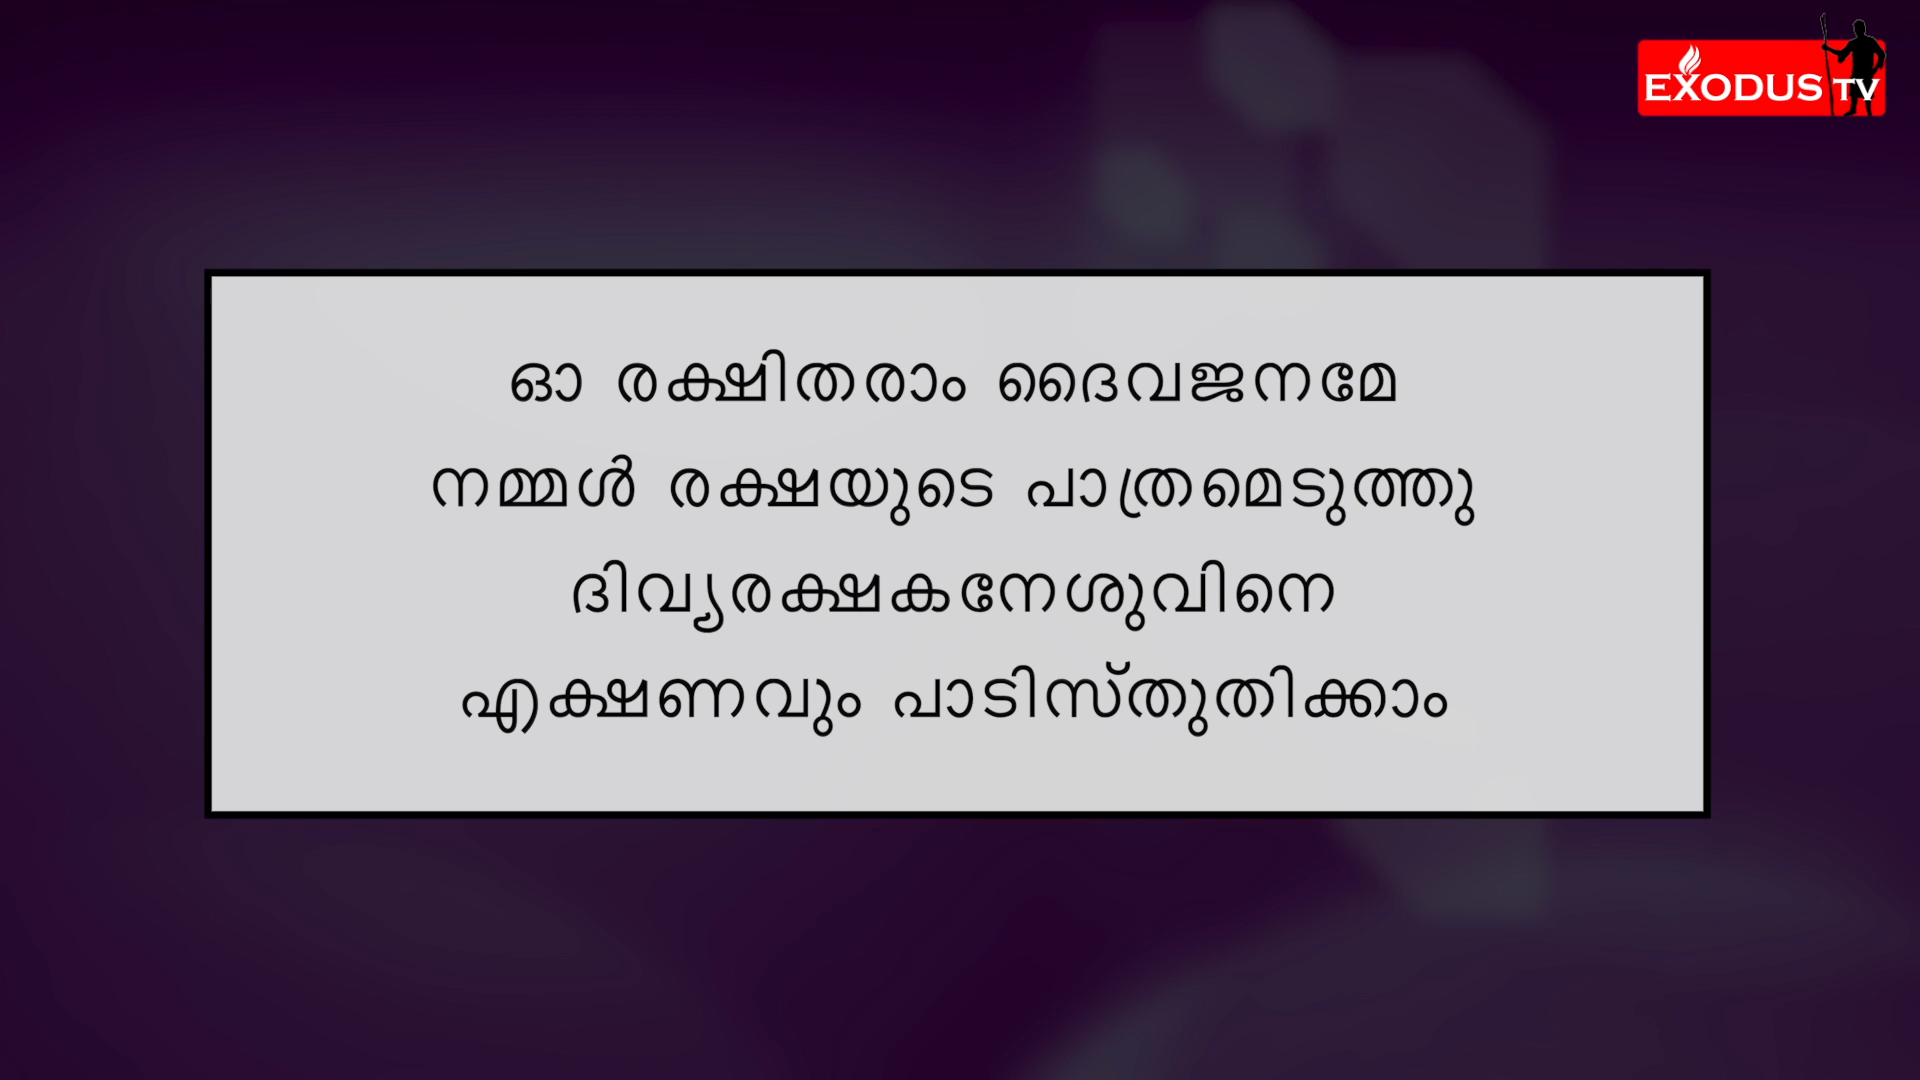 EXODUS TV
ഓ രക്ഷിതരാം ദൈവജനമേ
നമ്മൾ രക്ഷയുടെ പാത്രമെടുത്തു
ദിവ്യരക്ഷകനേശുവിനെ
എക്ഷണവും പാടിസ്തുതിക്കാം